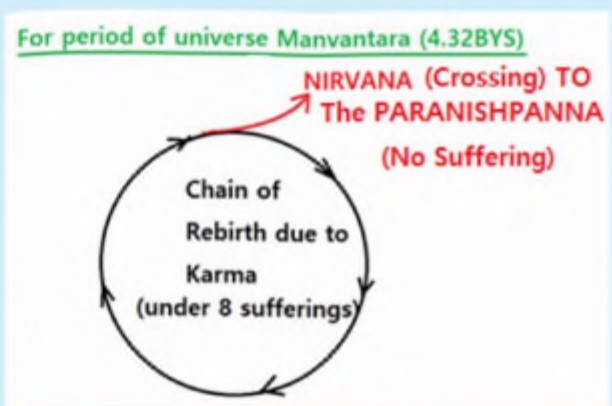 For period of universe Manvantara (4.32BYS)
NIRVANA (Crossing) TO
The PARANISHPANNA
(No Suffering)
Chain of
Rebirth due to
Karma
(under 8 sufferings)